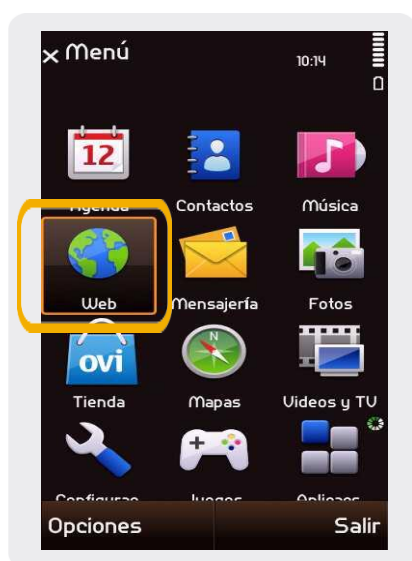 × Menú
10:14
12
Agenda Contactos Música
Web Mensajería Fotos
ovi
N
Tienda Mapas Videos y TV
Opciones Salir